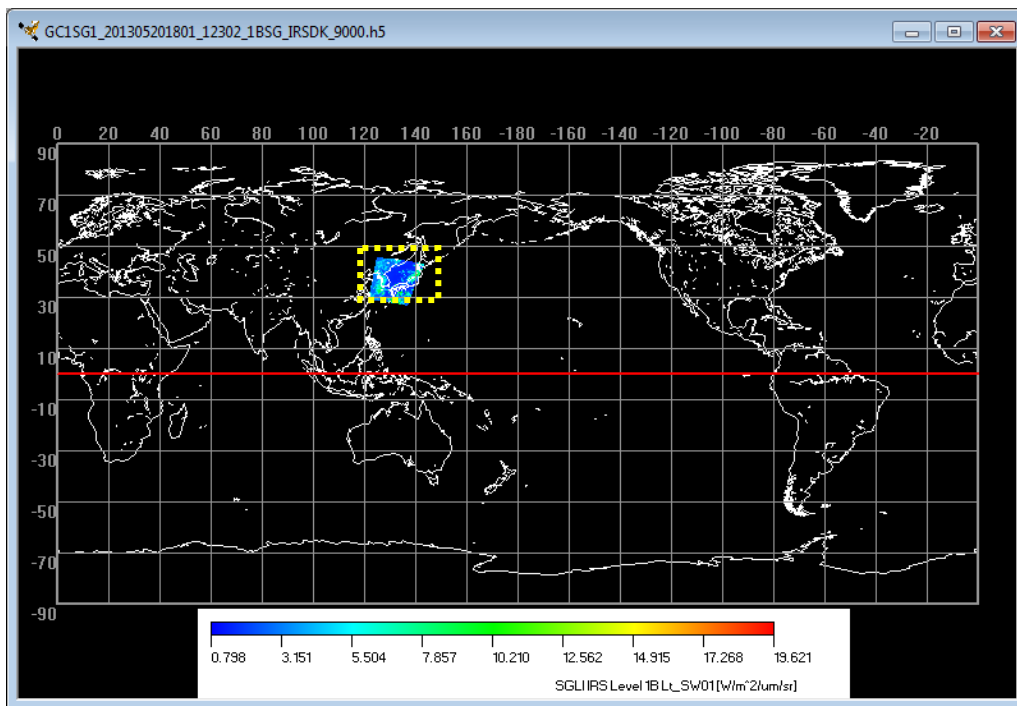 GC1SG1_201305201801_12302_1BSG_IRSDK_9000.h5
0 20 40 60 80 100 120 140 160 -180 -160 -140 -120 -100 -80 -60 -40 -20
90
70
50
30
10
-10
-30
-50
-70
-90
0.798 3.151 5.504 7.857 10.210 12.562 14.915 17.268 19.621
SGLI IRS Level 1B Lt_SW01 [W/m^2/um/sr]